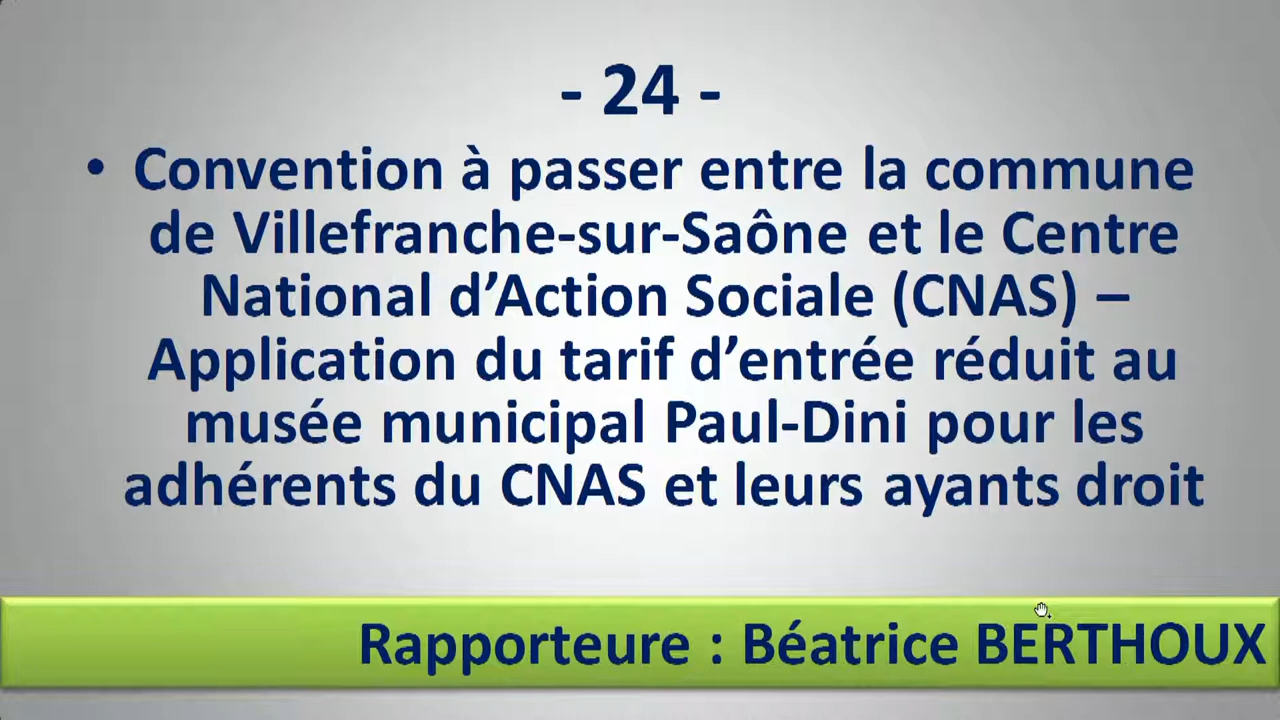 - 24 -
• Convention à passer entre la commune
de Villefranche-sur-Saône et le Centre
National d’Action Sociale (CNAS) –
Application du tarif d’entrée réduit au
musée municipal Paul-Dini pour les
adhérents du CNAS et leurs ayants droit
Rapporteure : Béatrice BERTHOUX